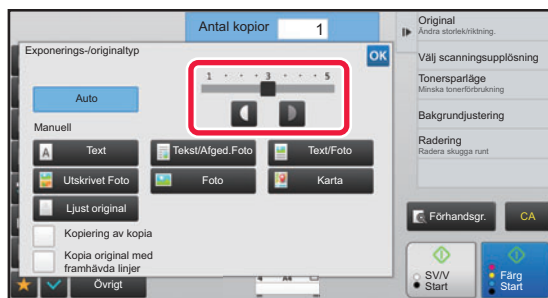 Antal kopior 1
Exponerings-/originaltyp
OK
1 3 5
Auto
Manuell
Text
Tekst/Afged.Foto
Text/Foto
Utskrivet Foto
Foto
Karta
Ljust original
Kopiering av kopia
Kopia original med
framhävda linjer
Övrigt
A4
Original
Ändra storlek/riktning.
Välj scanningsupplösning
Tonersparläge
Minska tonerförbrukning
Bakgrundjustering
Radering
Radera skugga runt
Förhandsgr.
CA
SV/V
Start
Färg
Start